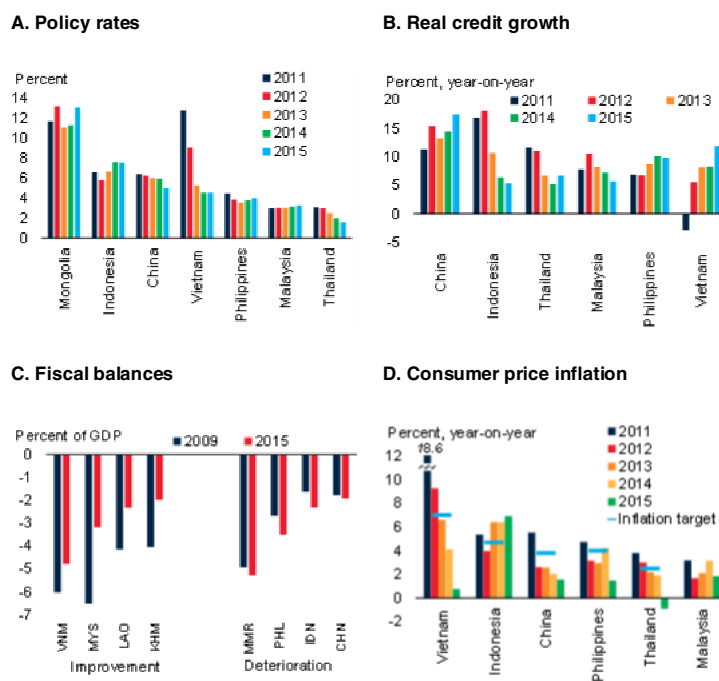 A. Policy rates
Percent
2011
2012
2013
2014
2015
14
12
10
8
6
4
2
0
Mongolia
Indonesia
China
Vietnam
Philippines
Malaysia
Thailand
B. Real credit growth
Percent, year-on-year
2011
2012
2013
2014
2015
20
15
10
5
0
-5
China
Indonesia
Thailand
Malaysia
Philippines
Vietnam
C. Fiscal balances
Percent of GDP
2009
2015
0
-1
-2
-3
-4
-5
-6
-7
VNM
MYS
LAO
KHM
MMR
PHL
IDN
CHN
Improvement
Deterioration
D. Consumer price inflation
Percent, year-on-year
18.6
2011
2012
2013
2014
2015
Inflation target
12
10
8
6
4
2
0
-2
Vietnam
Indonesia
China
Philippines
Thailand
Malaysia